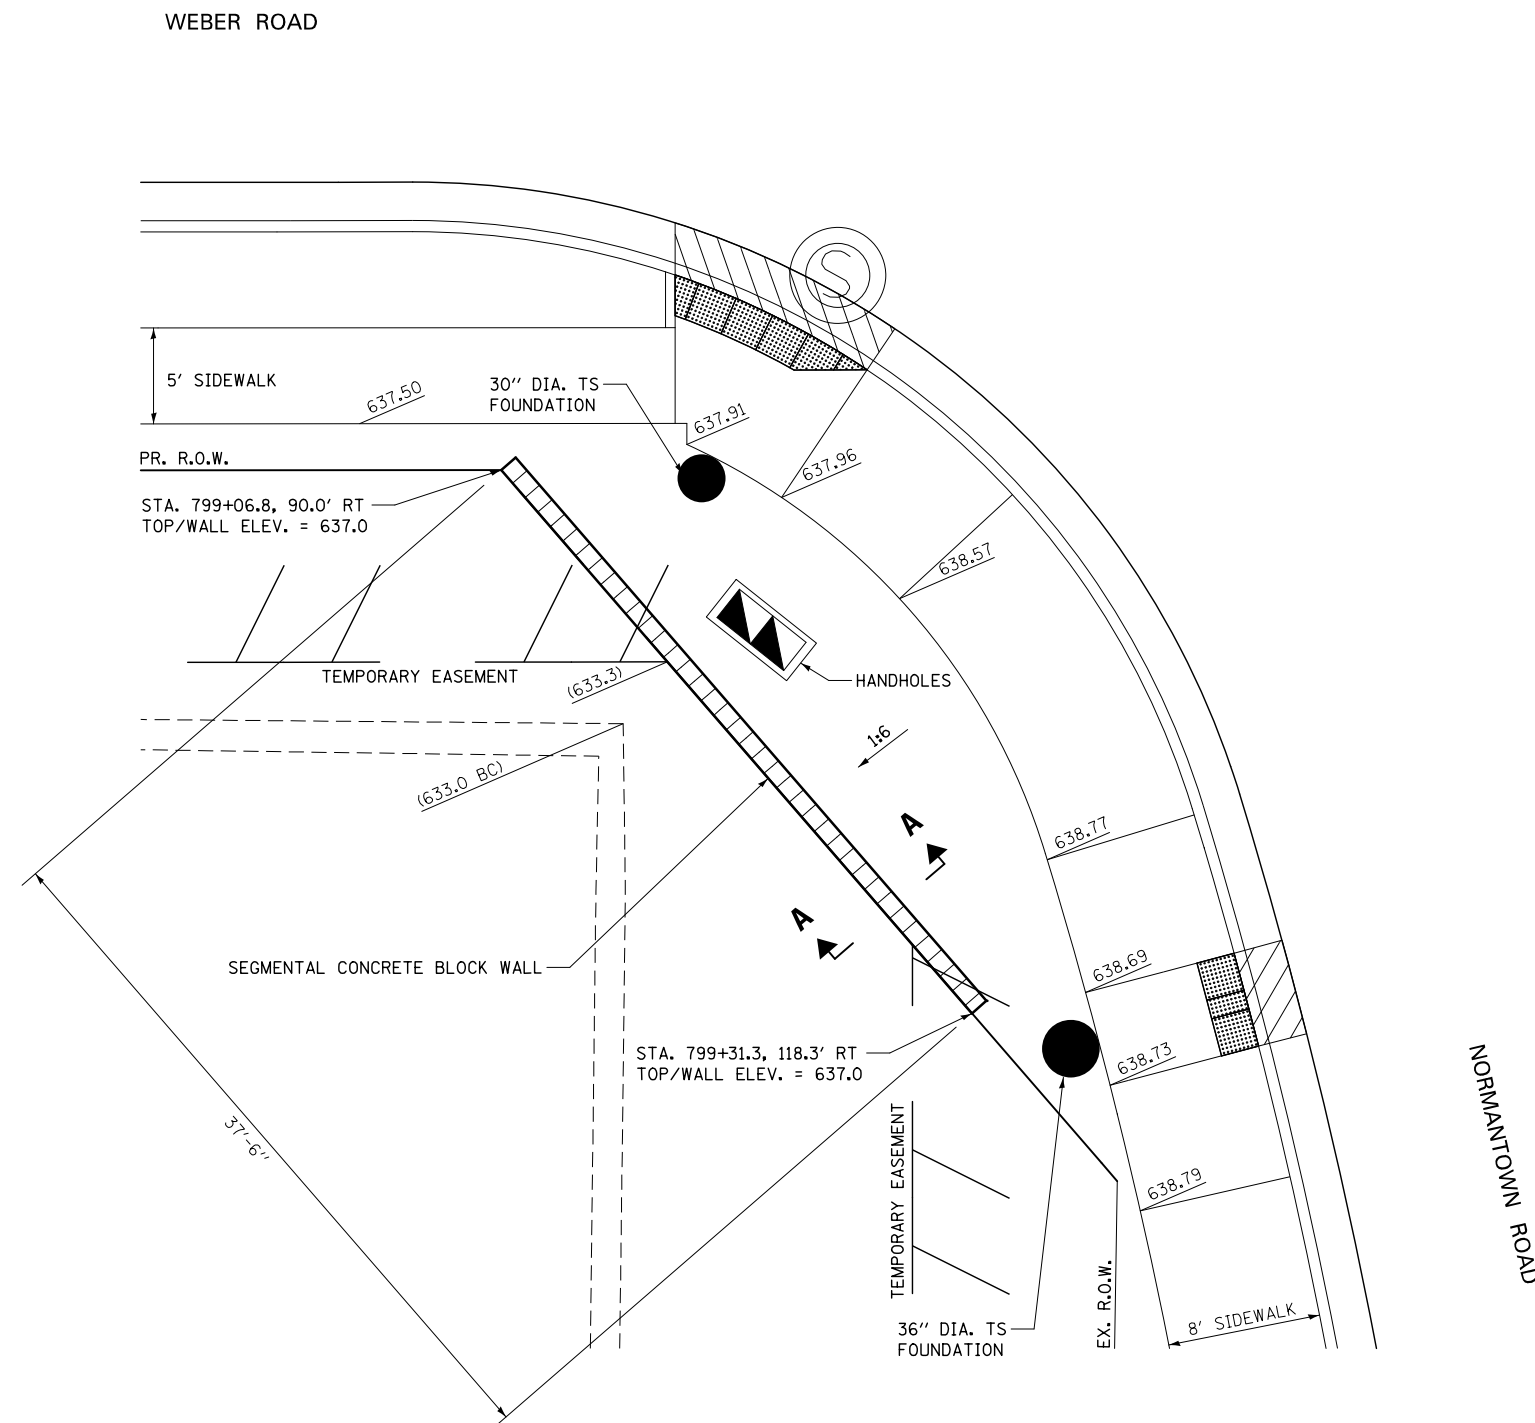 WEBER ROAD
5' SIDEWALK
637.50
30'' DIA. TS
FOUNDATION
637.91
PR. R.O.W.
637.96
STA. 799+06.8, 90.0' RT
TOP/WALL ELEV. = 637.0
638.57
TEMPORARY EASEMENT
(633.3)
HANDHOLES
1:6
(633.0 BC)
638.77
A
A
SEGMENTAL CONCRETE BLOCK WALL
638.69
STA. 799+31.3, 118.3' RT
TOP/WALL ELEV. = 637.0
638.73
37'-6''
NORMANTOWN ROAD
TEMPORARY EASEMENT
638.79
EX. R.O.W.
36'' DIA. TS
FOUNDATION
8' SIDEWALK
S